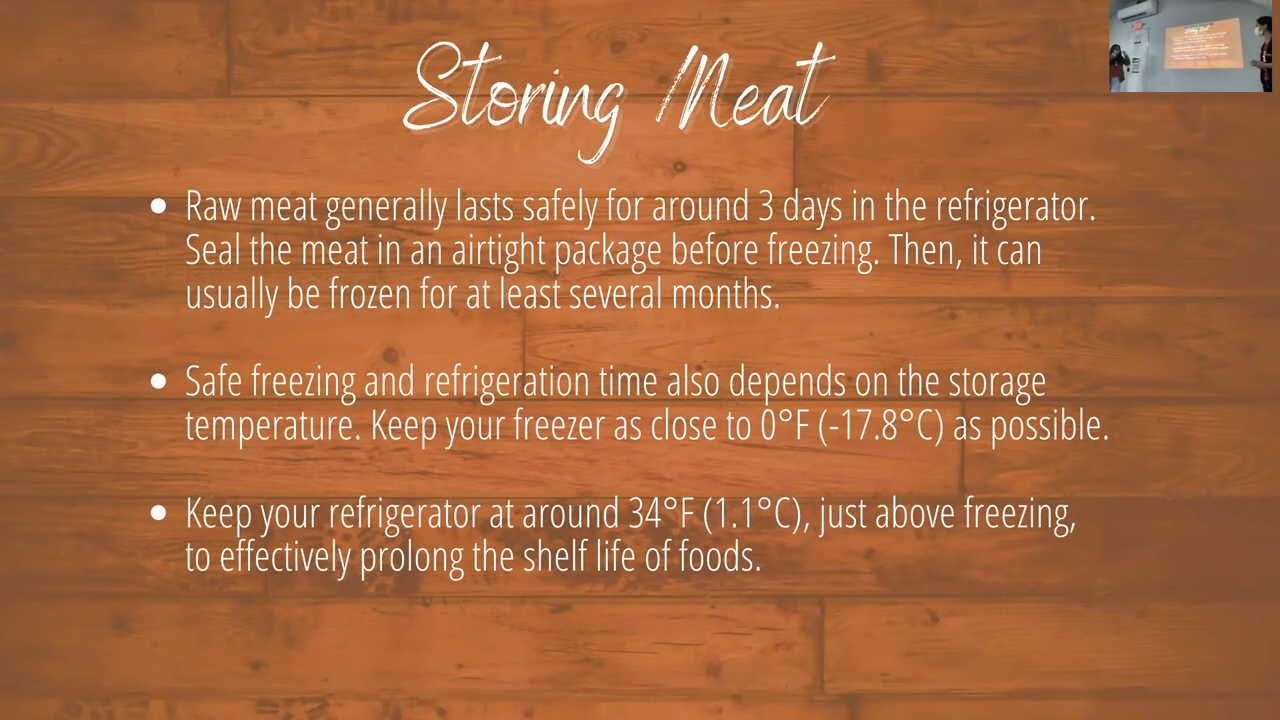 Storing Meat
• Raw meat generally lasts safely for around 3 days in the refrigerator.
Seal the meat in an airtight package before freezing. Then, it can
usually be frozen for at least several months.
• Safe freezing and refrigeration time also depends on the storage
temperature. Keep your freezer as close to 0°F (-17.8°C) as possible.
• Keep your refrigerator at around 34°F (1.1°C), just above freezing,
to effectively prolong the shelf life of foods.